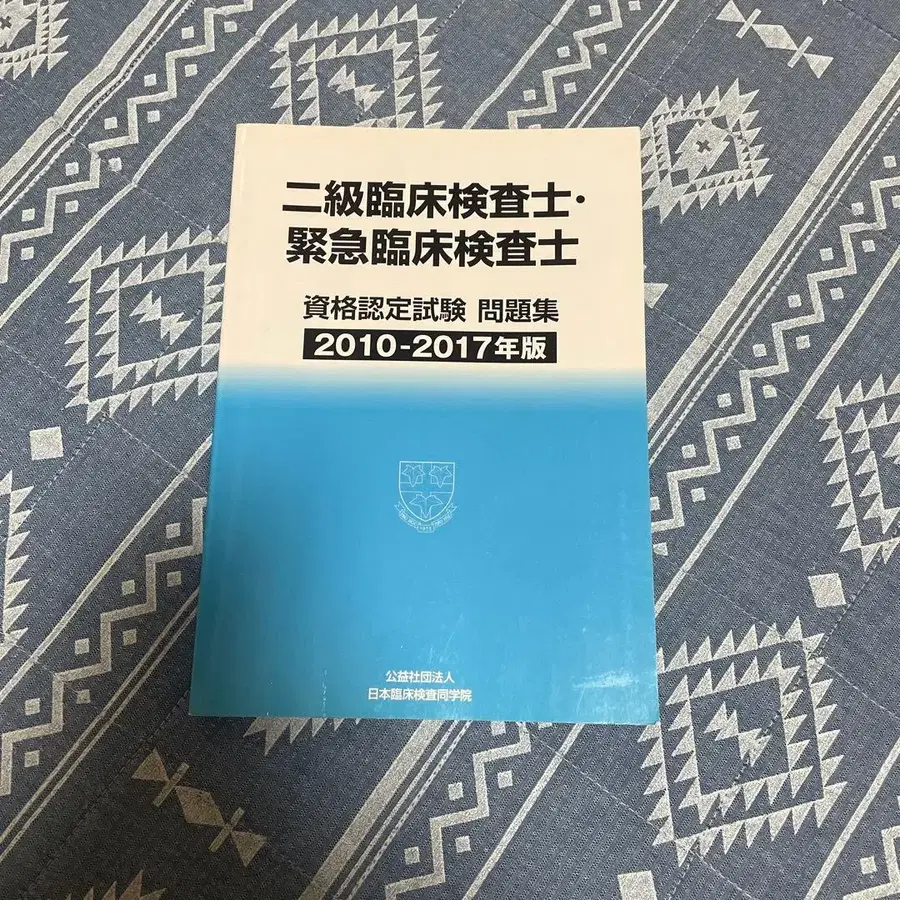 二級臨床検査士・
緊急臨床検査士
資格認定試験 問題集
2010-2017年版
公益社団法人
日本臨床検査同学院